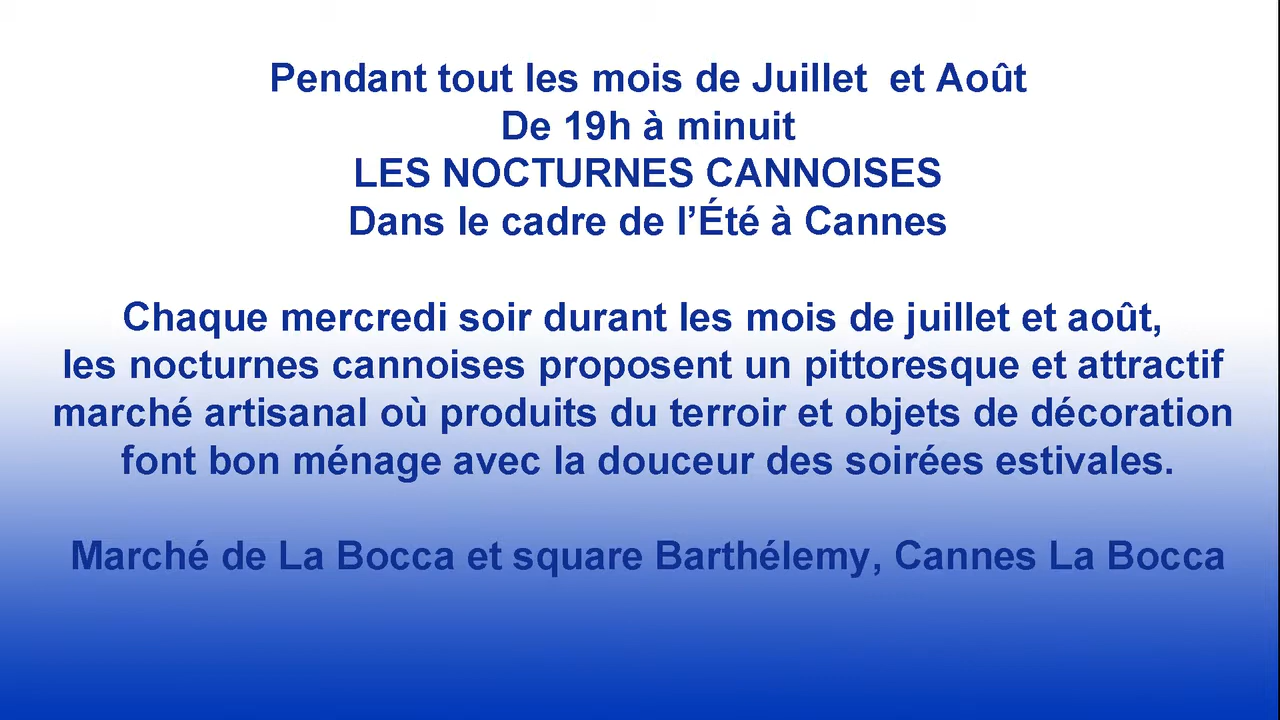 Pendant tout les mois de Juillet  et Août
De 19h à minuit
LES NOCTURNES CANNOISES
Dans le cadre de l’Été à Cannes
Chaque mercredi soir durant les mois de juillet et août,
les nocturnes cannoises proposent un pittoresque et attractif
marché artisanal où produits du terroir et objets de décoration
font bon ménage avec la douceur des soirées estivales.
Marché de La Bocca et square Barthélemy, Cannes La Bocca